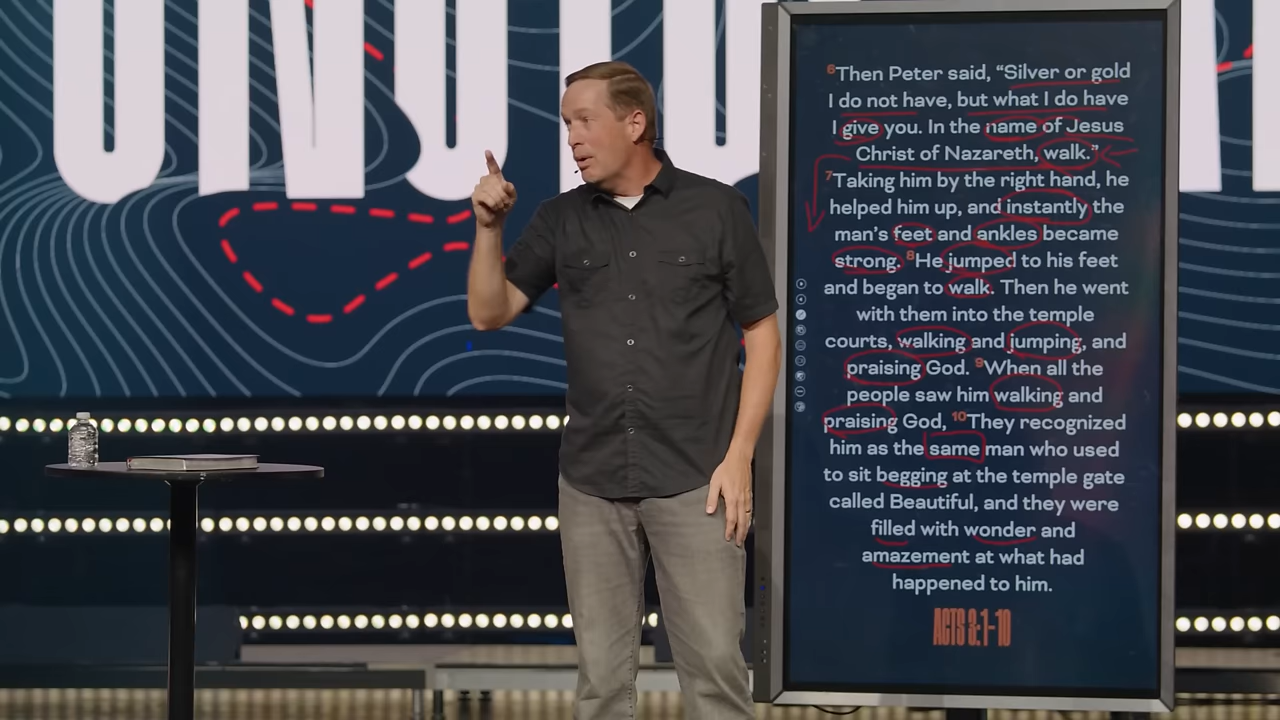 ⁶Then Peter said, “Silver or gold
I do not have, but what I do have
I give you. In the name of Jesus
Christ of Nazareth, walk.”
⁷Taking him by the right hand, he
helped him up, and instantly the
man’s feet and ankles became
strong. ⁸He jumped to his feet
and began to walk. Then he went
with them into the temple
courts, walking and jumping, and
praising God. ⁹When all the
people saw him walking and
praising God, ¹⁰They recognized
him as the same man who used
to sit begging at the temple gate
called Beautiful, and they were
filled with wonder and
amazement at what had
happened to him.
ACTS 3:1-10